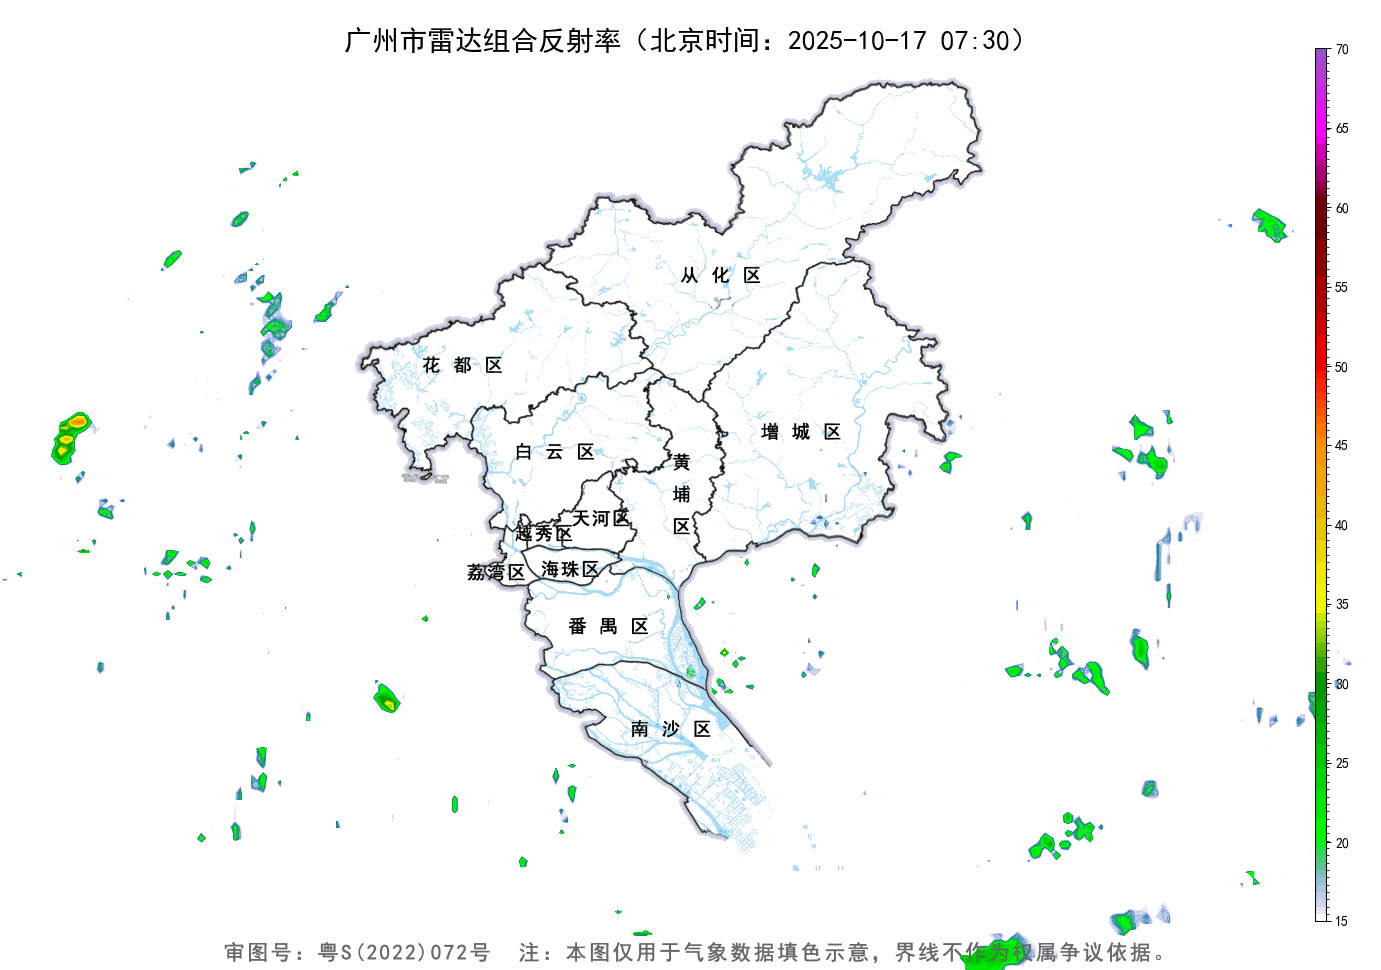 广州市雷达组合反射率（北京时间：2025-10-17 07:30）
70
65
60
55
50
45
40
35
30
25
20
15
从化区
花都区
增城区
白云区
黄埔区
天河区
越秀区
海珠区
荔湾区
番禺区
南沙区
审图号：粤S(2022)072号 注：本图仅用于气象数据填色示意，界线不作为权属争议依据。